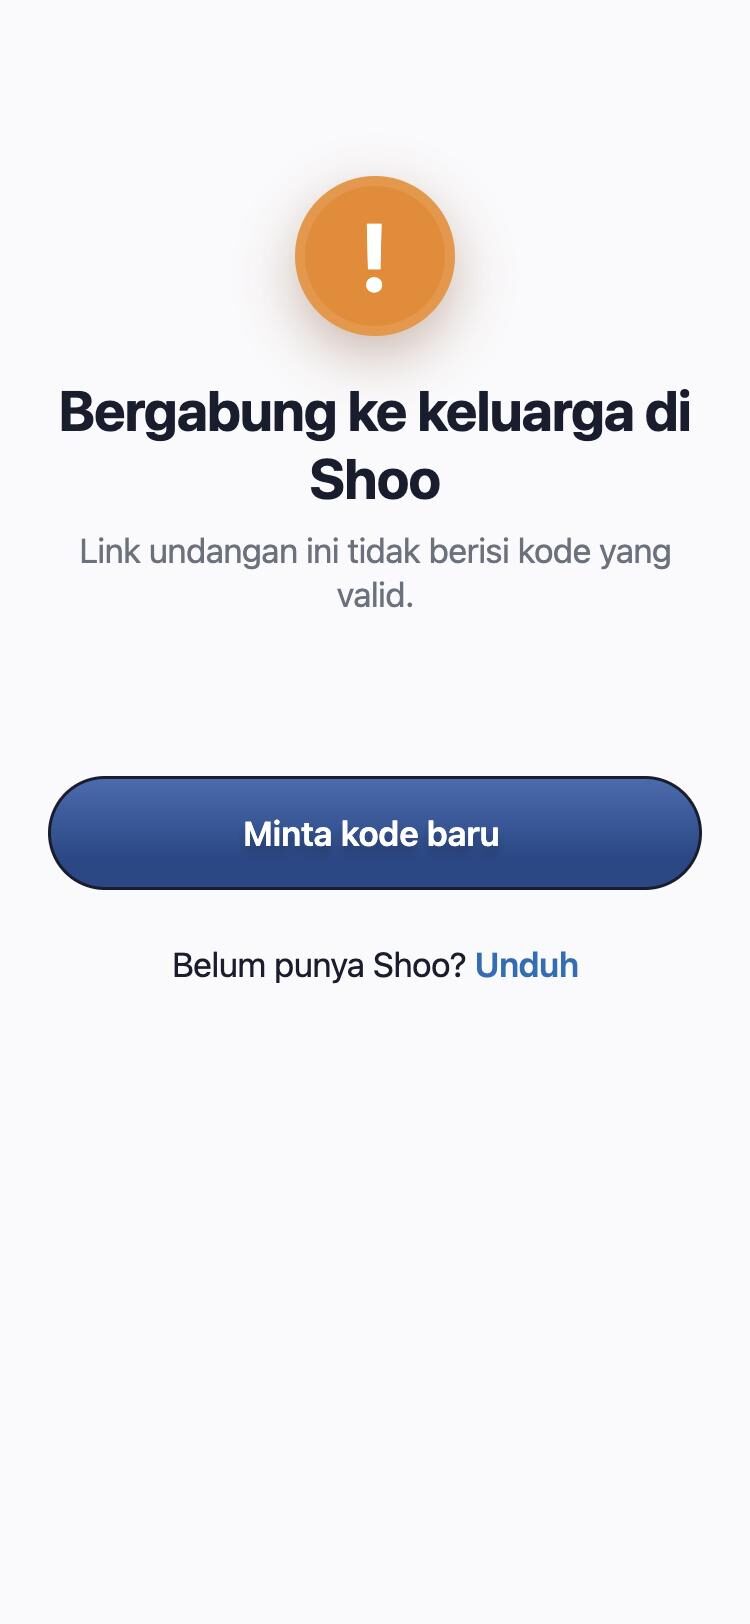 !
Bergabung ke keluarga di
Shoo
Link undangan ini tidak berisi kode yang
valid.
Minta kode baru
Belum punya Shoo? Unduh